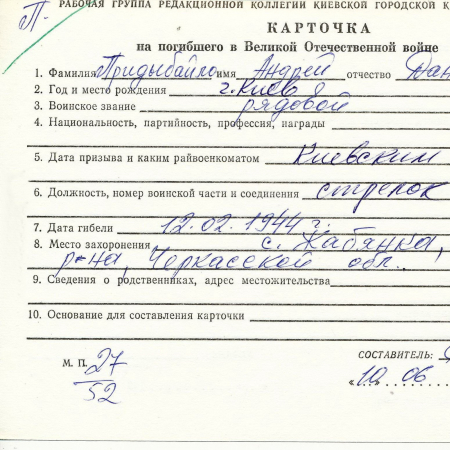 РАБОЧАЯ ГРУППА РЕДАКЦИОННОЙ КОЛЛЕГИИ КИЕВСКОЙ ГОРОДСКОЙ К
П-
КАРТОЧКА
на погибшего в Великой Отечественной войне
1. Фамилия Придыбайло имя Андрей отчество Дан
2. Год и место рождения г. Киев
3. Воинское звание рядовой
4. Национальность, партийность, профессия, награды
5. Дата призыва и каким райвоенкоматом Киевским
6. Должность, номер воинской части и соединения стрелок
7. Дата гибели 12.02.1944 г.
8. Место захоронения с. Жабянка,
р-на, Черкасской обл.
9. Сведения о родственниках, адрес местожительства
10. Основание для составления карточки
СОСТАВИТЕЛЬ:
М. П. 27
52
„10 06